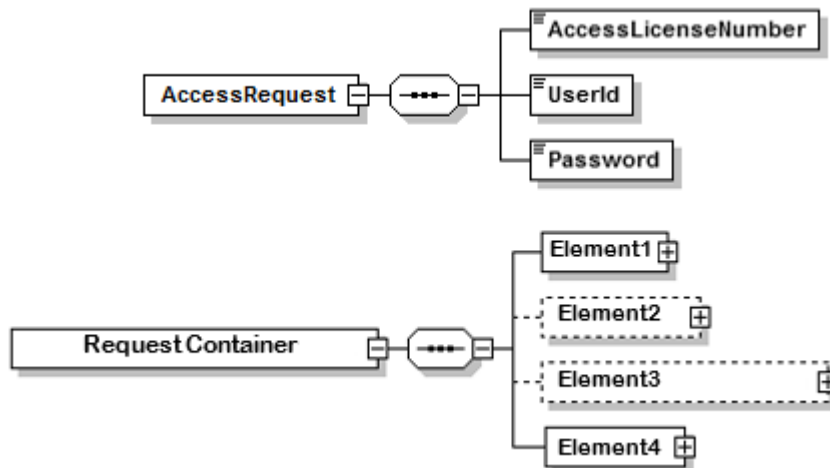 AccessLicenseNumber
AccessRequest
UserId
Password
Element1
Element2
Request Container
Element3
Element4